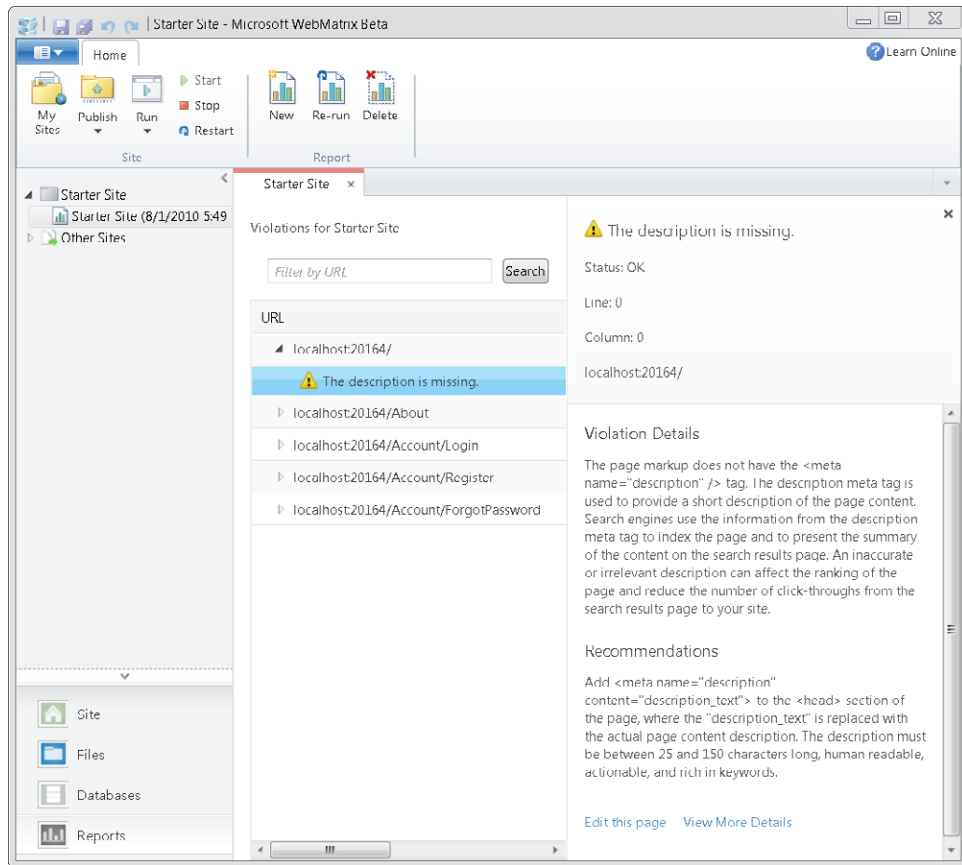 Starter Site - Microsoft WebMatrix Beta
Home
Learn Online
My Sites
Publish
Run
Start
Stop
Restart
New
Re-run
Delete
Site
Report
Starter Site
Starter Site (8/1/2010 5:49
Other Sites
Site
Files
Databases
Reports
Starter Site ×
Violations for Starter Site
Filter by URL
Search
URL
localhost:20164/
The description is missing.
localhost:20164/About
localhost:20164/Account/Login
localhost:20164/Account/Register
localhost:20164/Account/ForgotPassword
The description is missing.
Status: OK
Line: 0
Column: 0
localhost:20164/
Violation Details
The page markup does not have the <meta
name="description" /> tag. The description meta tag is
used to provide a short description of the page content.
Search engines use the information from the description
meta tag to index the page and to present the summary
of the content on the search results page. An inaccurate
or irrelevant description can affect the ranking of the
page and reduce the number of click-throughs from the
search results page to your site.
Recommendations
Add <meta name="description"
content="description_text"> to the <head> section of
the page, where the "description_text" is replaced with
the actual page content description. The description must
be between 25 and 150 characters long, human readable,
actionable, and rich in keywords.
Edit this page View More Details